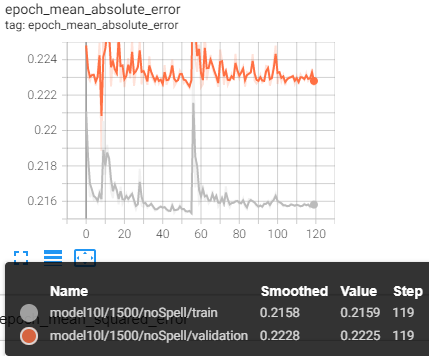 epoch_mean_absolute_error
tag: epoch_mean_absolute_error
0.224
0.222
0.22
0.218
0.216
0 20 40 60 80 100 120
epoch_mean_squared_error
Name Smoothed Value Step
model10l/1500/noSpell/train 0.2158 0.2159 119
model10l/1500/noSpell/validation 0.2228 0.2225 119